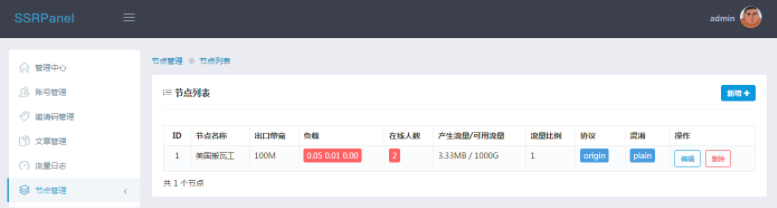 SSRPanel
admin
管理中心
账号管理
邀请码管理
文章管理
流量日志
节点管理
节点管理 节点列表
节点列表
新增
ID 节点名称 出口带宽 负载 在线人数 产生流量/可用流量 流量比例 协议 混淆 操作
1 美国搬瓦工 100M 0.05 0.01 0.00 2 3.33MB / 1000G 1 origin plain 编辑 删除
共 1 个节点